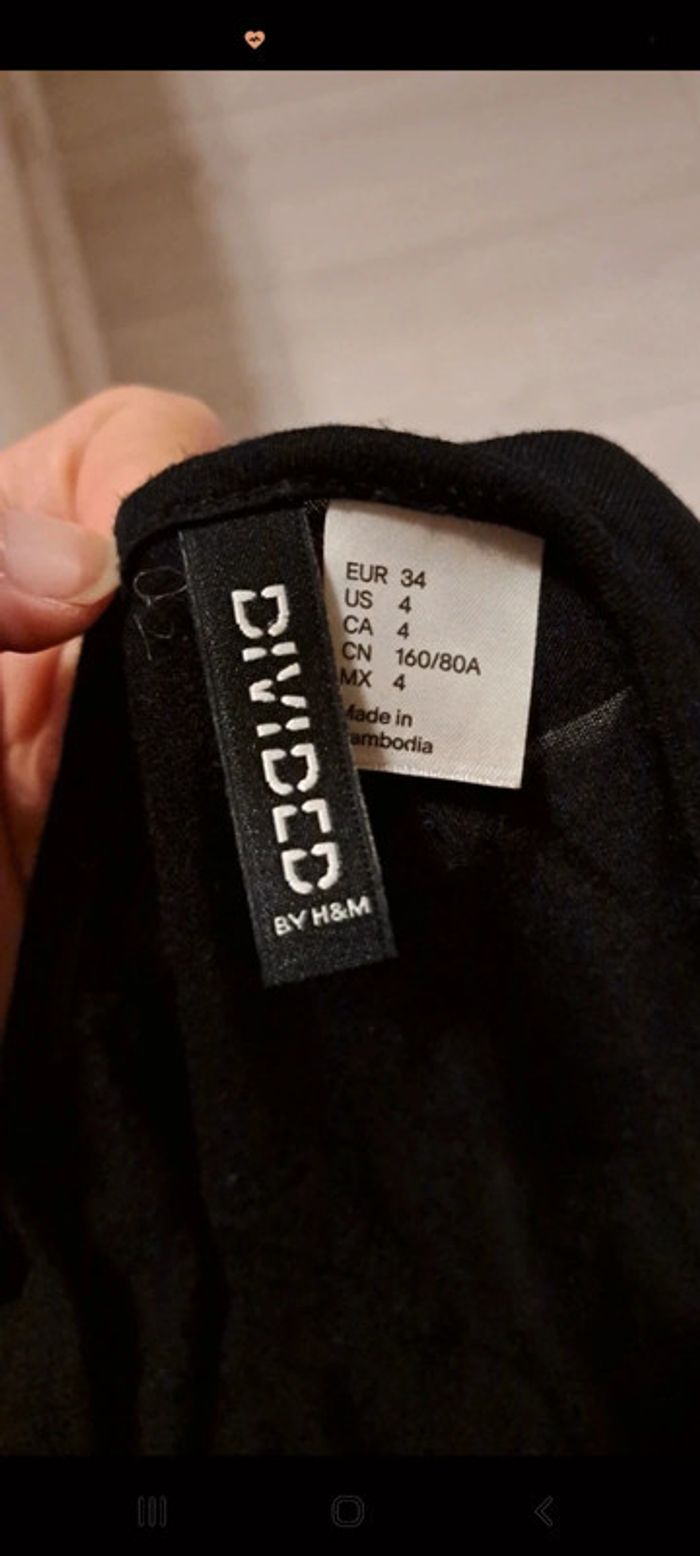 DIVIDED
BY H&M
EUR 34
US 4
CA 4
CN 160/80A
MX 4
Made in
ambodia